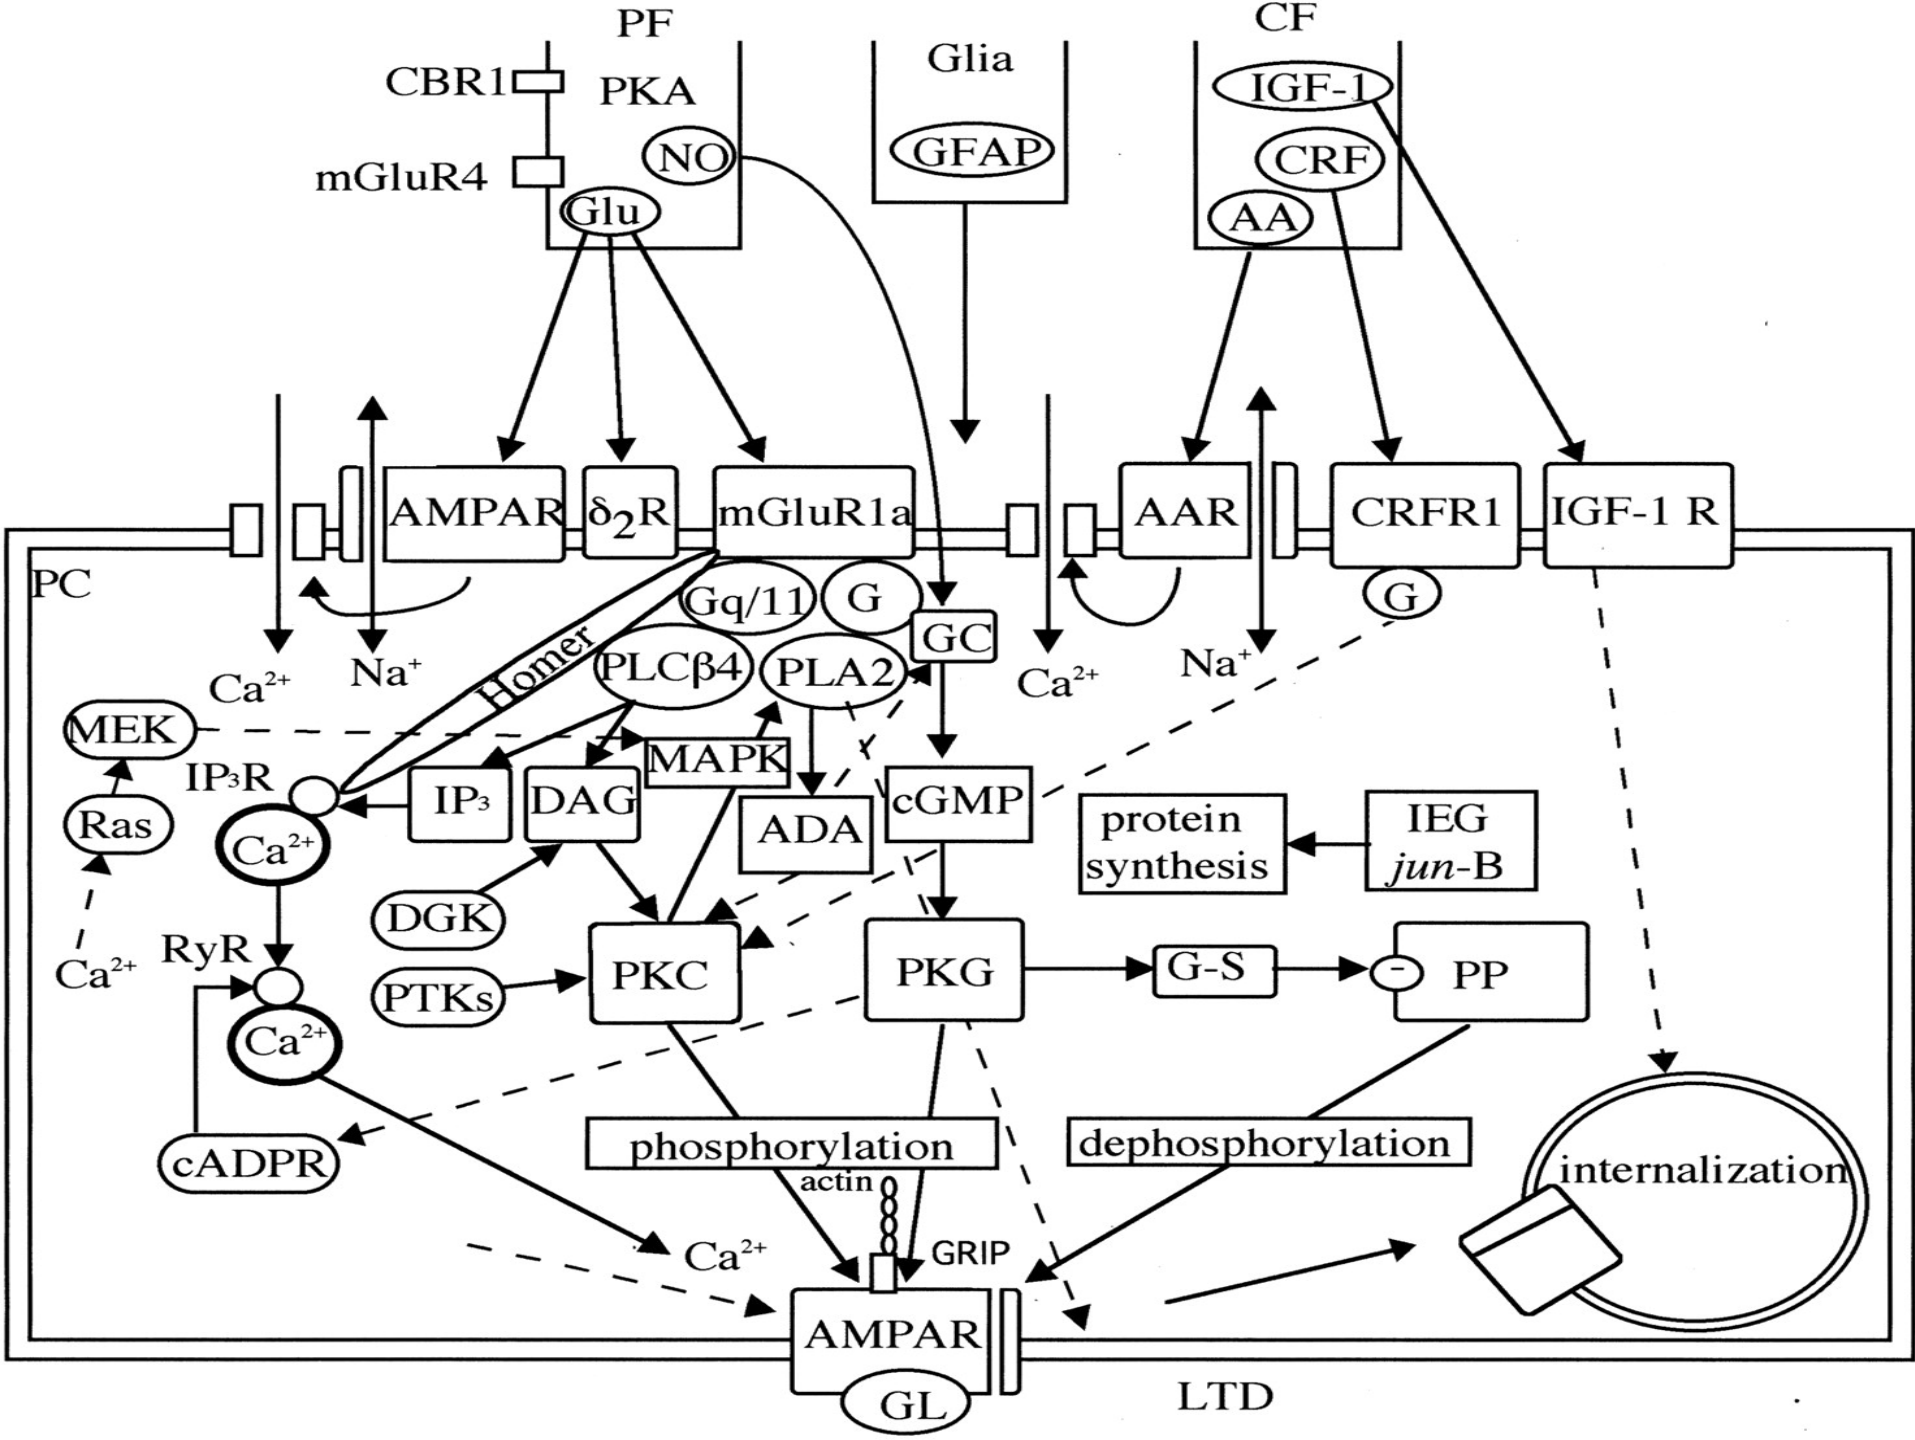 PF
CF
Glia
CBR1
PKA
IGF-1
NO
GFAP
CRF
mGluR4
Glu
AA
AMPAR
δ2R
mGluR1a
AAR
CRFR1
IGF-1 R
PC
Gq/11
G
G
GC
Homer
PLCβ4
PLA2
Ca²⁺
Na⁺
Ca²⁺
Na⁺
MEK
MAPK
IP₃R
IP₃
DAG
ADA
cGMP
protein
synthesis
IEG
jun-B
Ras
Ca²⁺
DGK
RyR
Ca²⁺
PTKs
PKC
PKG
G-S
-
PP
Ca²⁺
cADPR
phosphorylation
dephosphorylation
internalization
actin
Ca²⁺
GRIP
AMPAR
GL
LTD